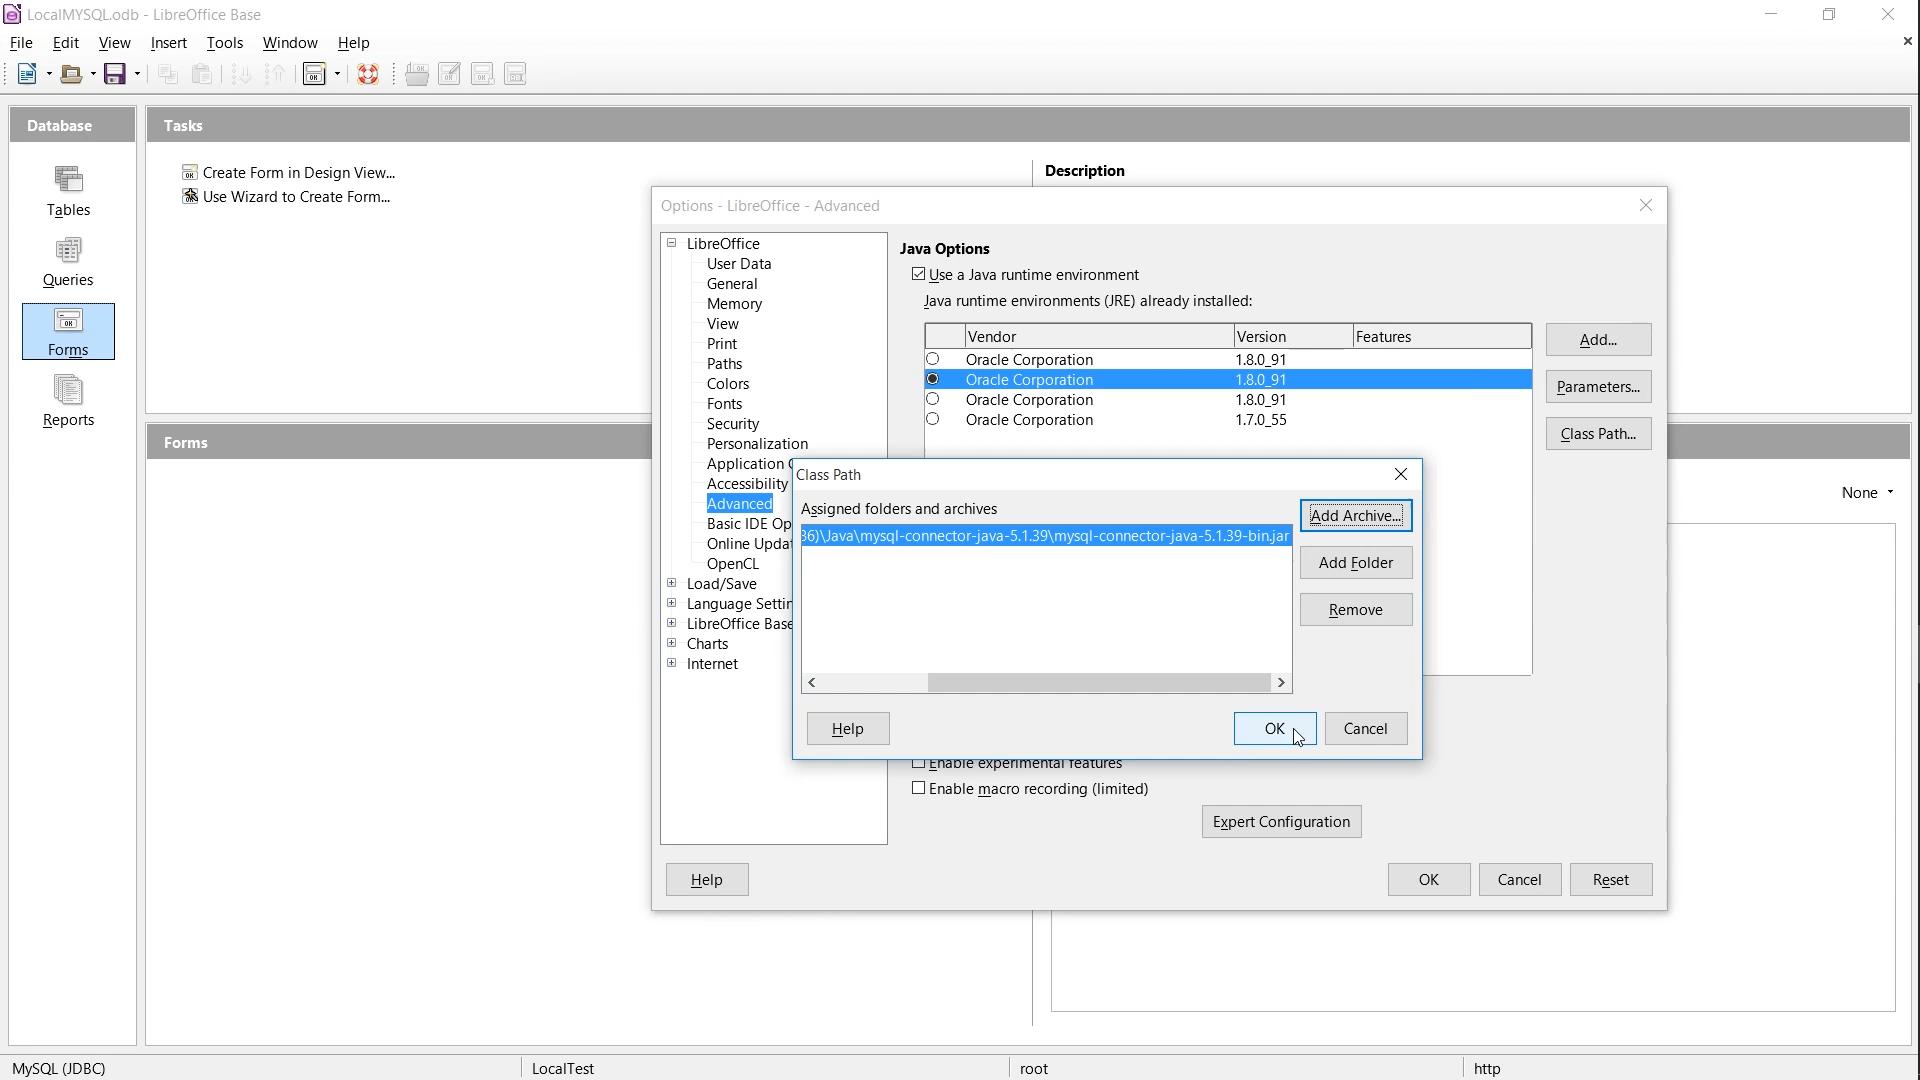 LocalMYSQL.odb - LibreOffice Base
File Edit View Insert Tools Window Help
Database
Tasks
Tables
Queries
Forms
Reports
Create Form in Design View...
Use Wizard to Create Form...
Description
Forms
None
Options - LibreOffice - Advanced
LibreOffice
User Data
General
Memory
View
Print
Paths
Colors
Fonts
Security
Personalization
Application
Accessibility
Advanced
Basic IDE Op
Online Updat
OpenCL
Load/Save
Language Settin
LibreOffice Base
Charts
Internet
Java Options
Use a Java runtime environment
Java runtime environments (JRE) already installed:
Vendor Version Features
Oracle Corporation 1.8.0_91
Oracle Corporation 1.8.0_91
Oracle Corporation 1.8.0_91
Oracle Corporation 1.7.0_55
Add...
Parameters...
Class Path...
Class Path
Assigned folders and archives
36)\Java\mysql-connector-java-5.1.39\mysql-connector-java-5.1.39-bin.jar
Add Archive...
Add Folder
Remove
Help OK Cancel
Enable experimental features
Enable macro recording (limited)
Expert Configuration
Help OK Cancel Reset
MySQL (JDBC) LocalTest root http